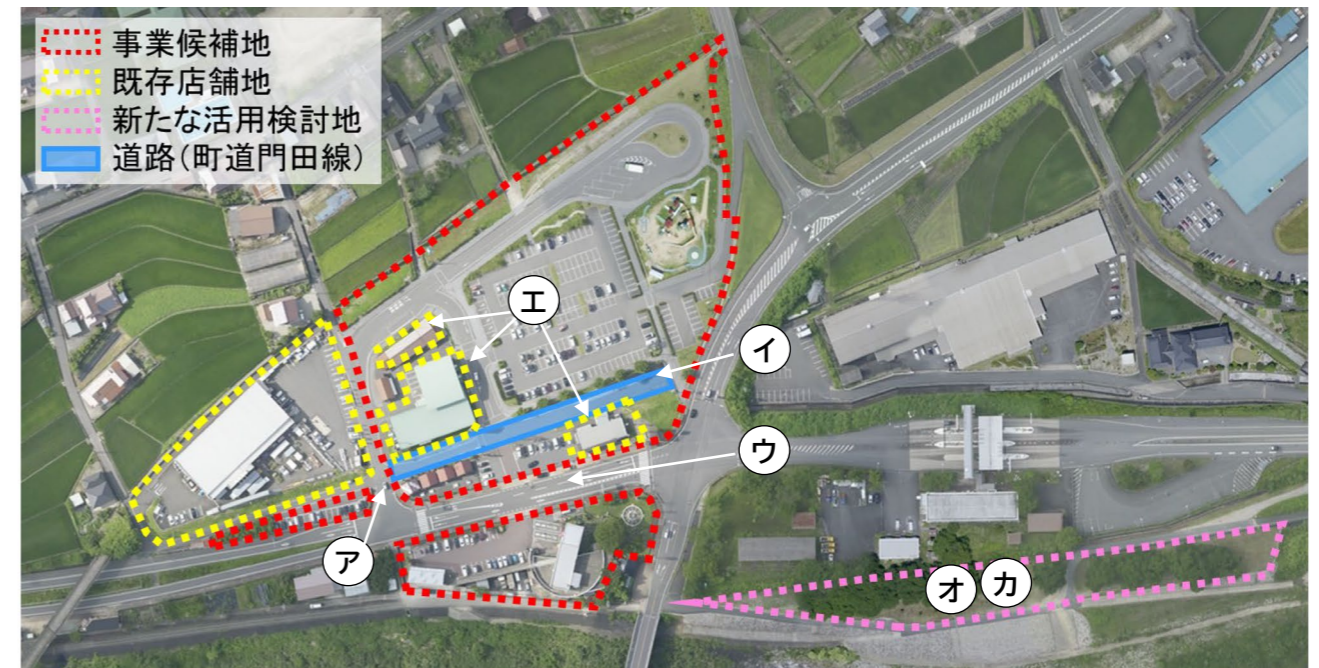 事業候補地
既存店舗地
新たな活用検討地
道路(町道門田線)
エ
イ
ウ
ア
オ
カ